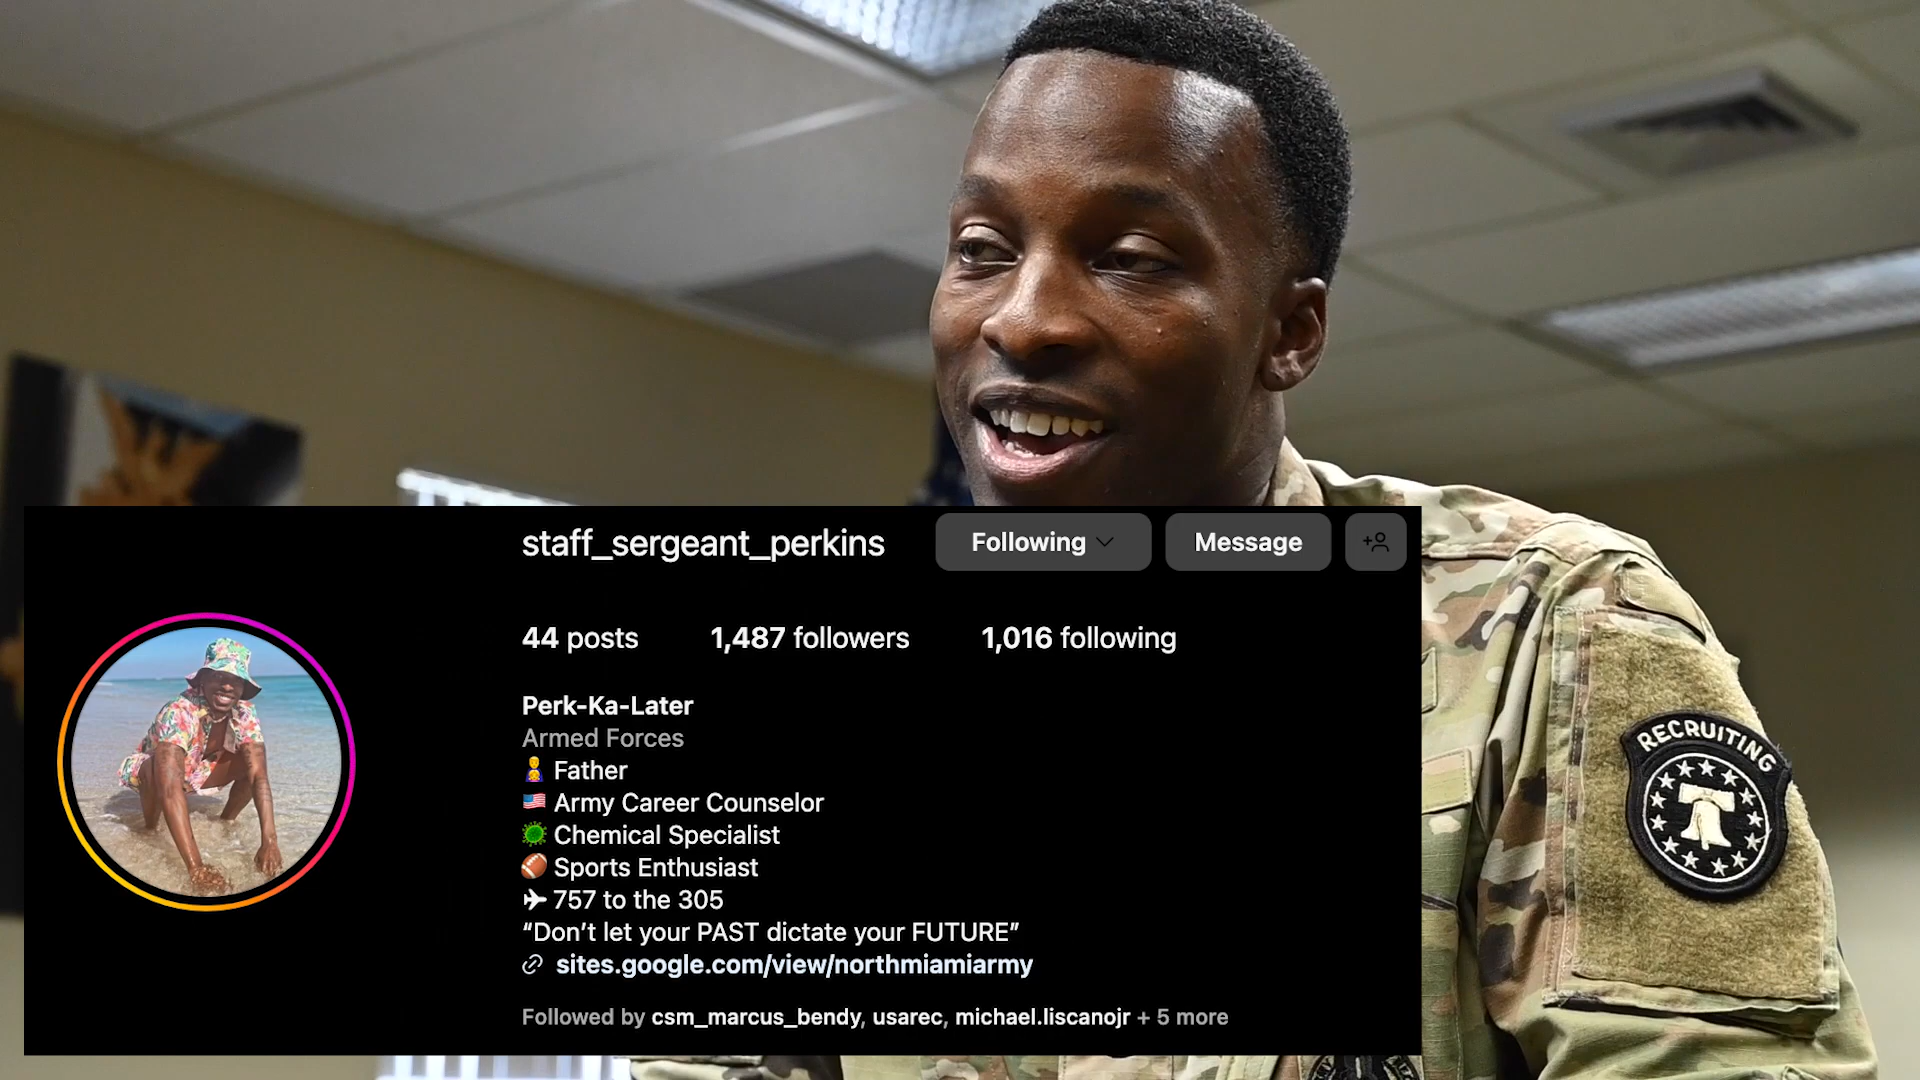 staff_sergeant_perkins Following Message
44 posts 1,487 followers 1,016 following
Perk-Ka-Later
Armed Forces
Father
🇺🇸 Army Career Counselor
🦠 Chemical Specialist
🏈 Sports Enthusiast
✈ 757 to the 305
“Don’t let your PAST dictate your FUTURE”
sites.google.com/view/northmiamiarmy
Followed by csm_marcus_bendy, usarec, michael.liscanojr + 5 more
RECRUITING